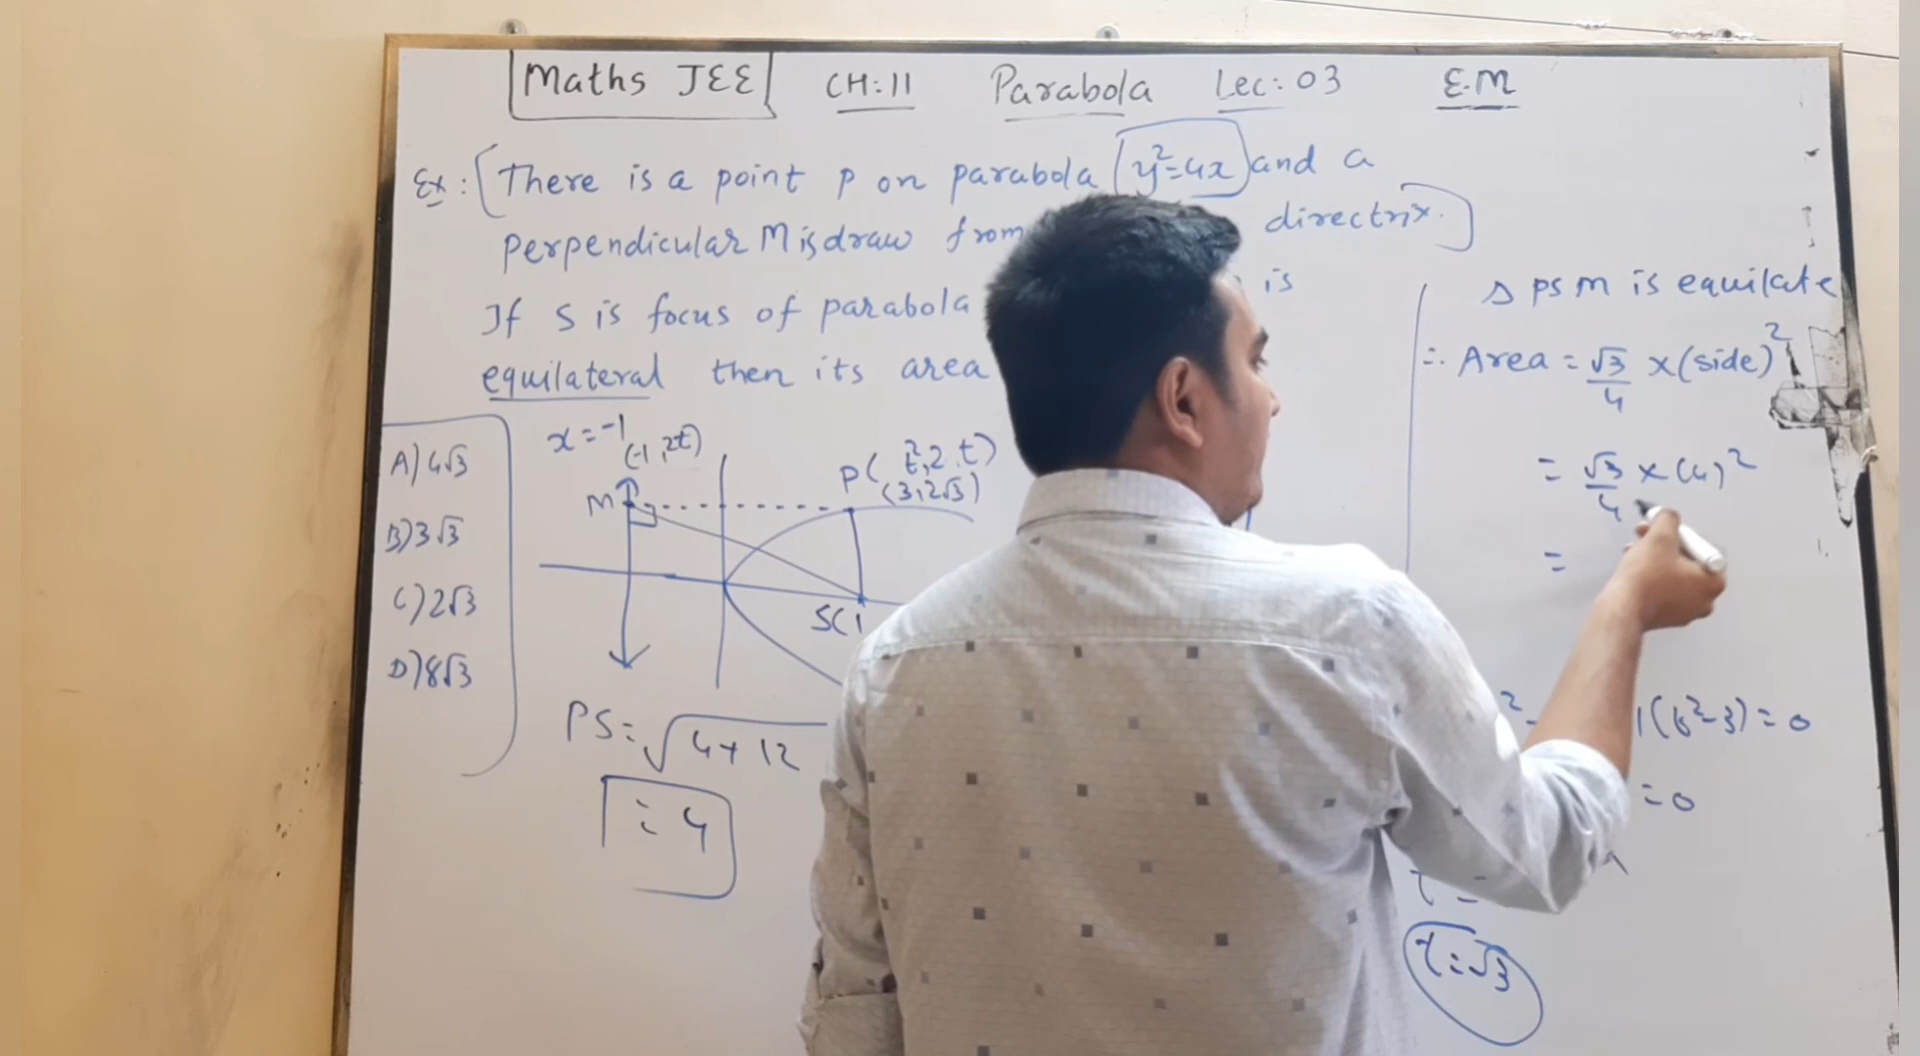 Maths JEE CH:11 Parabola Lec:03 E.M
Ex: There is a point P on parabola y²=4x and a
Perpendicular M is draw from directrix.
If S is focus of parabola is
equilateral then its area
A) 4√3
B) 3√3
C) 2√3
D) 8√3
x=-1
(-1, 2t)
M
P(t², 2t)
(3, 2√3)
S(1
PS = √4+12
= 4
Δ PSM is equilate
∴ Area = √3/4 x (side)²
= √3/4 x (4)²
=
(t²-3)=0
=0
t=√3